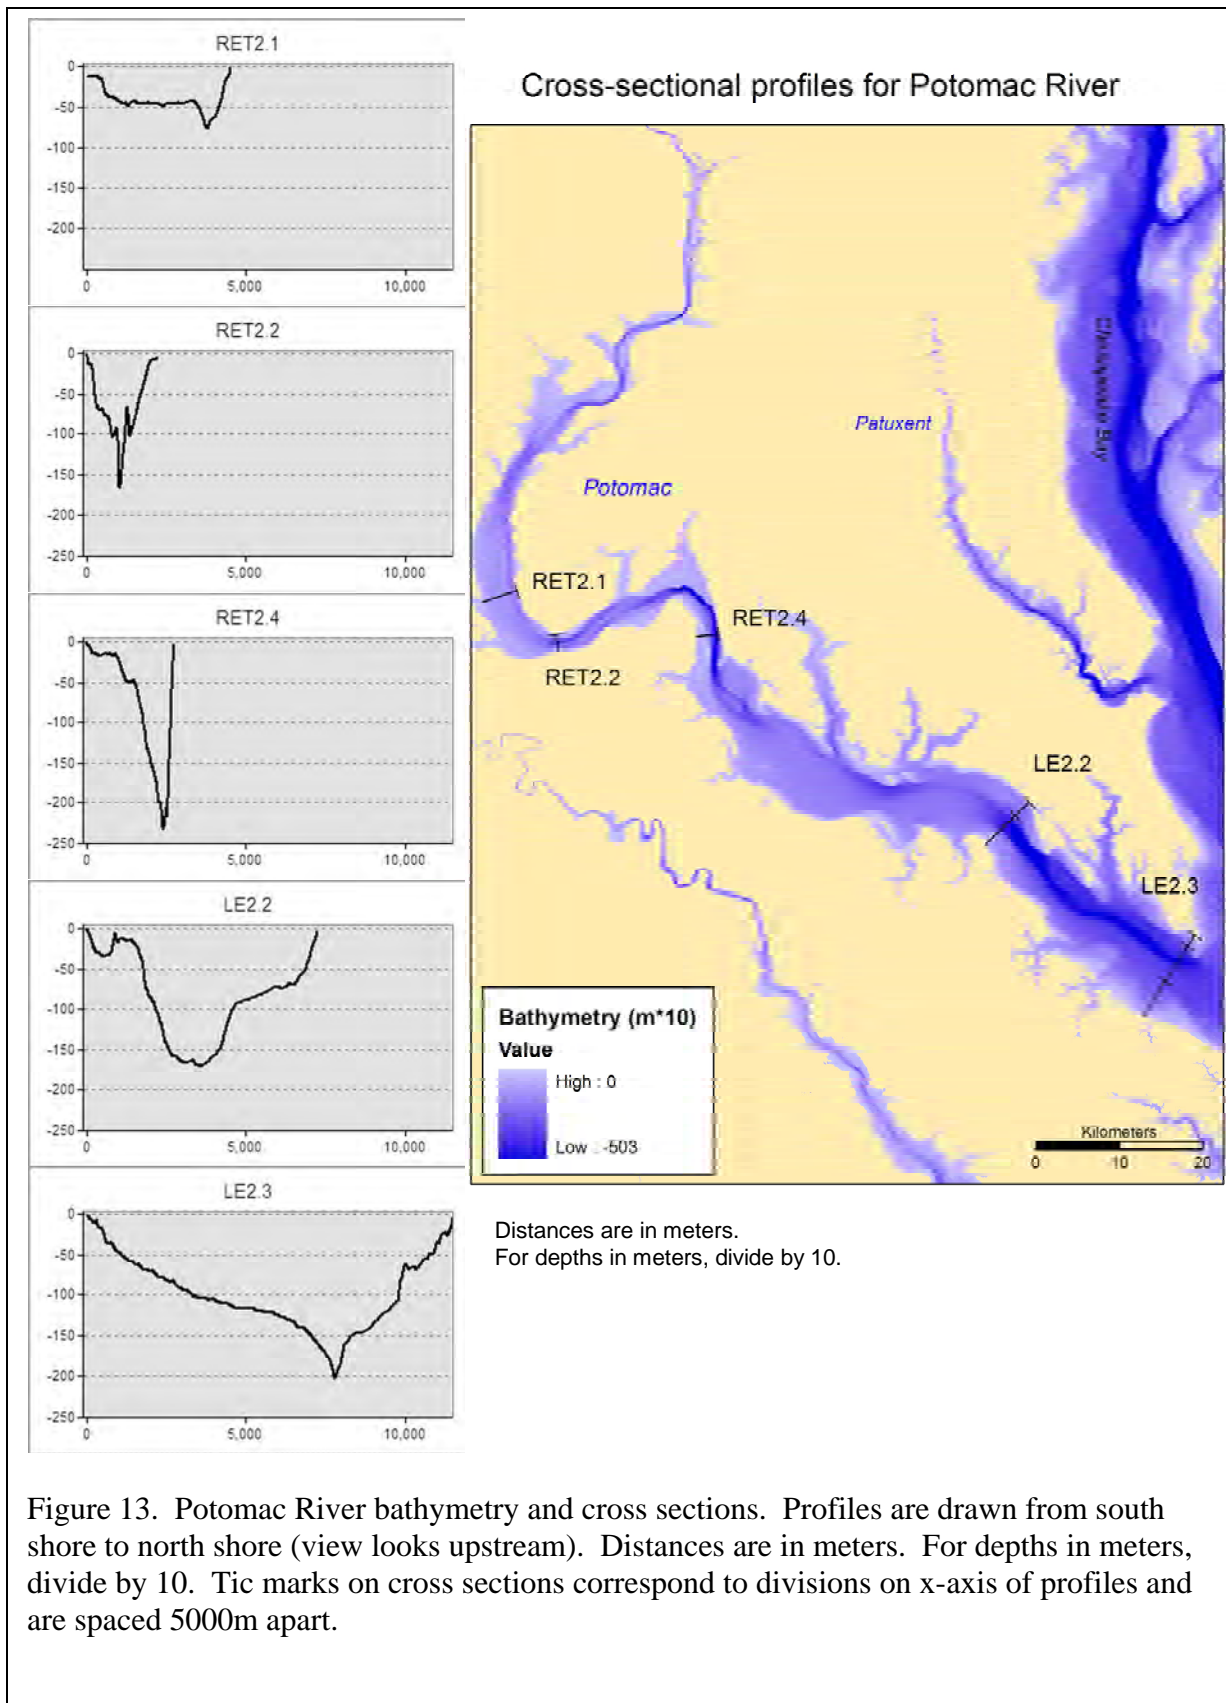 RET2.1
0
-50
-100
-150
-200
0 5,000 10,000
RET2.2
0
-50
-100
-150
-200
-250
0 5,000 10,000
RET2.4
0
-50
-100
-150
-200
-250
0 5,000 10,000
LE2.2
0
-50
-100
-150
-200
-250
0 5,000 10,000
LE2.3
0
-50
-100
-150
-200
-250
0 5,000 10,000
Cross-sectional profiles for Potomac River
Chesapeake Bay
Patuxent
Potomac
RET2.1
RET2.4
RET2.2
LE2.2
LE2.3
Bathymetry (m*10)
Value
High : 0
Low : -503
Kilometers
0 10 20
Distances are in meters.
For depths in meters, divide by 10.
Figure 13. Potomac River bathymetry and cross sections. Profiles are drawn from south
shore to north shore (view looks upstream). Distances are in meters. For depths in meters,
divide by 10. Tic marks on cross sections correspond to divisions on x-axis of profiles and
are spaced 5000m apart.